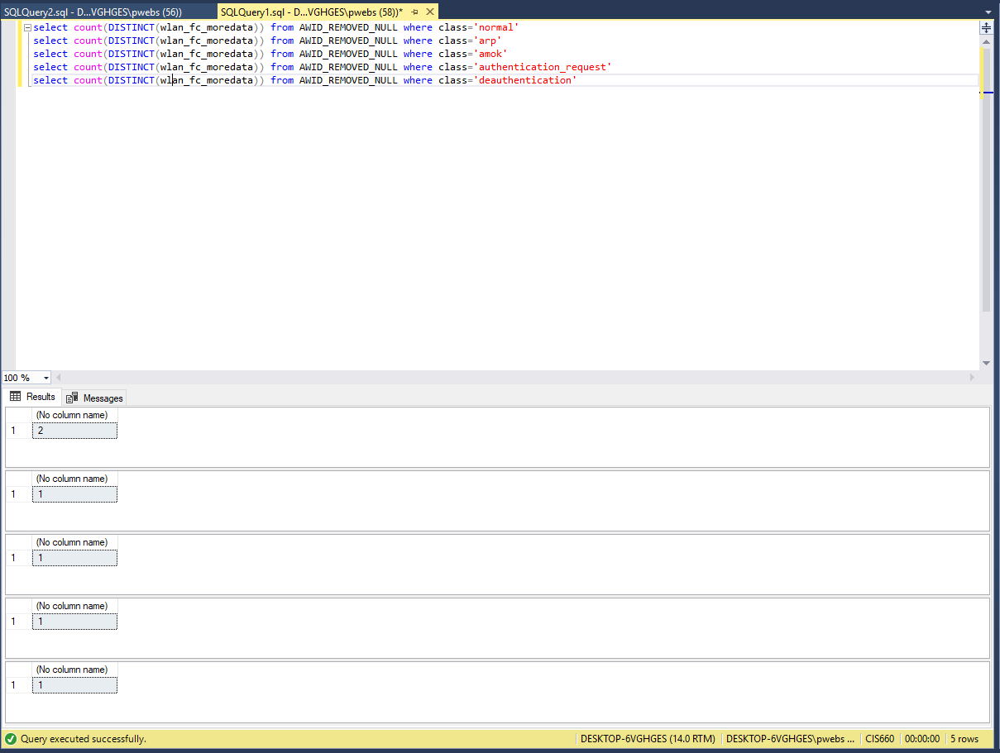 SQLQuery2.sql - D...VGHGES\pwebs (56))
SQLQuery1.sql - D...VGHGES\pwebs (58))*
select count(DISTINCT(wlan_fc_moredata)) from AWID_REMOVED_NULL where class='normal'
select count(DISTINCT(wlan_fc_moredata)) from AWID_REMOVED_NULL where class='arp'
select count(DISTINCT(wlan_fc_moredata)) from AWID_REMOVED_NULL where class='amok'
select count(DISTINCT(wlan_fc_moredata)) from AWID_REMOVED_NULL where class='authentication_request'
select count(DISTINCT(wlan_fc_moredata)) from AWID_REMOVED_NULL where class='deauthentication'
100 %
Results Messages
(No column name)
1 2
(No column name)
1 1
(No column name)
1 1
(No column name)
1 1
(No column name)
1 1
Query executed successfully. DESKTOP-6VGHGES (14.0 RTM) DESKTOP-6VGHGES\pwebs ... CIS660 00:00:00 5 rows